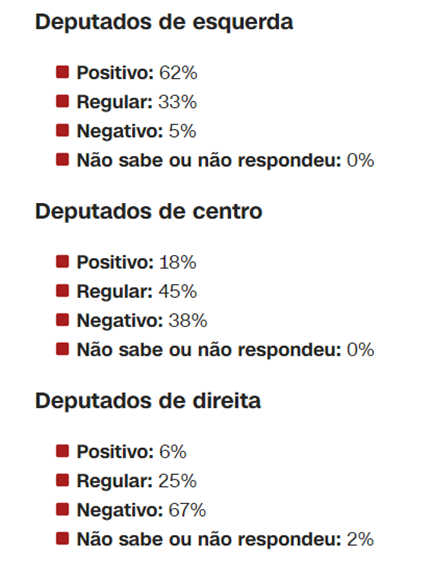 Deputados de esquerda
Positivo: 62%
Regular: 33%
Negativo: 5%
Não sabe ou não respondeu: 0%
Deputados de centro
Positivo: 18%
Regular: 45%
Negativo: 38%
Não sabe ou não respondeu: 0%
Deputados de direita
Positivo: 6%
Regular: 25%
Negativo: 67%
Não sabe ou não respondeu: 2%